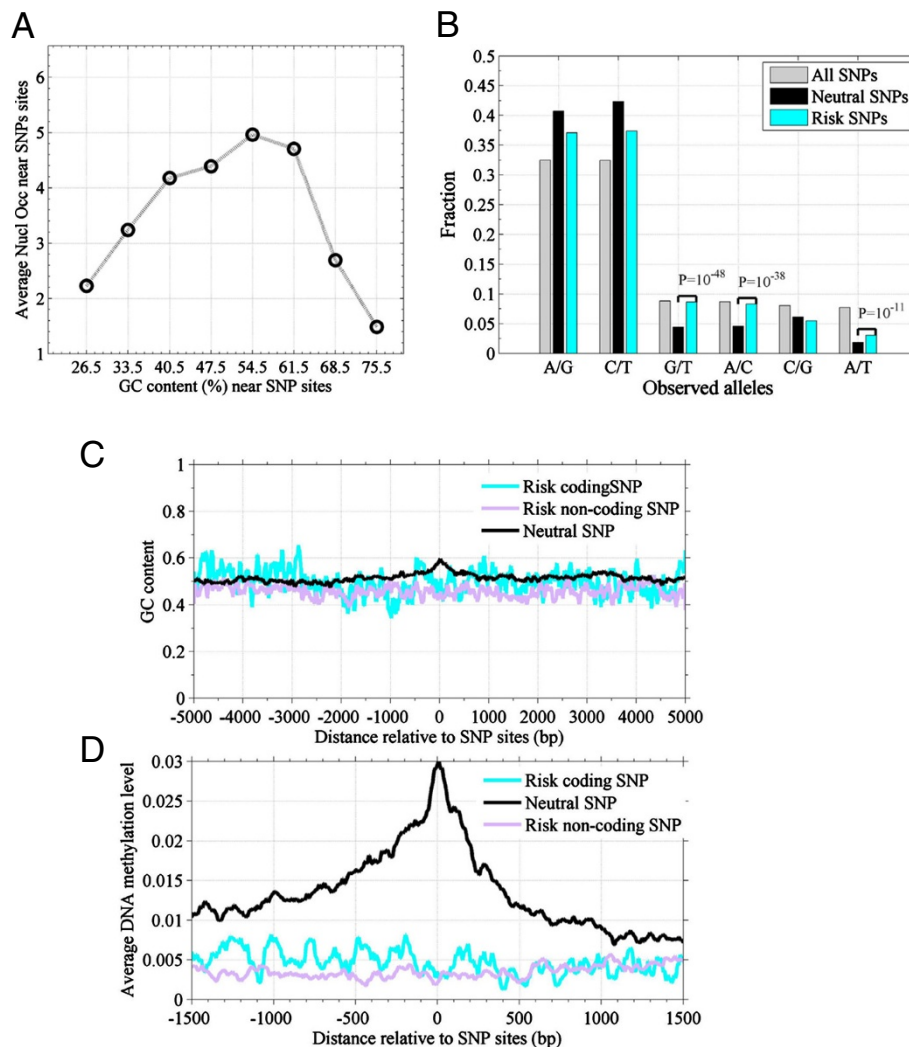 A
Average Nucl Occ near SNPs sites
6
5
4
3
2
1
26.5 33.5 40.5 47.5 54.5 61.5 68.5 75.5
GC content (%) near SNP sites
B
Fraction
0.5
0.45
0.4
0.35
0.3
0.25
0.2
0.15
0.1
0.05
0
All SNPs
Neutral SNPs
Risk SNPs
P=10-48
P=10-38
P=10-11
A/G C/T G/T A/C C/G A/T
Observed alleles
C
GC content
1
0.8
0.6
0.4
0.2
0
Risk codingSNP
Risk non-coding SNP
Neutral SNP
-5000 -4000 -3000 -2000 -1000 0 1000 2000 3000 4000 5000
Distance relative to SNP sites (bp)
D
Average DNA methylation level
0.03
0.025
0.02
0.015
0.01
0.005
0
Risk coding SNP
Neutral SNP
Risk non-coding SNP
-1500 -1000 -500 0 500 1000 1500
Distance relative to SNP sites (bp)